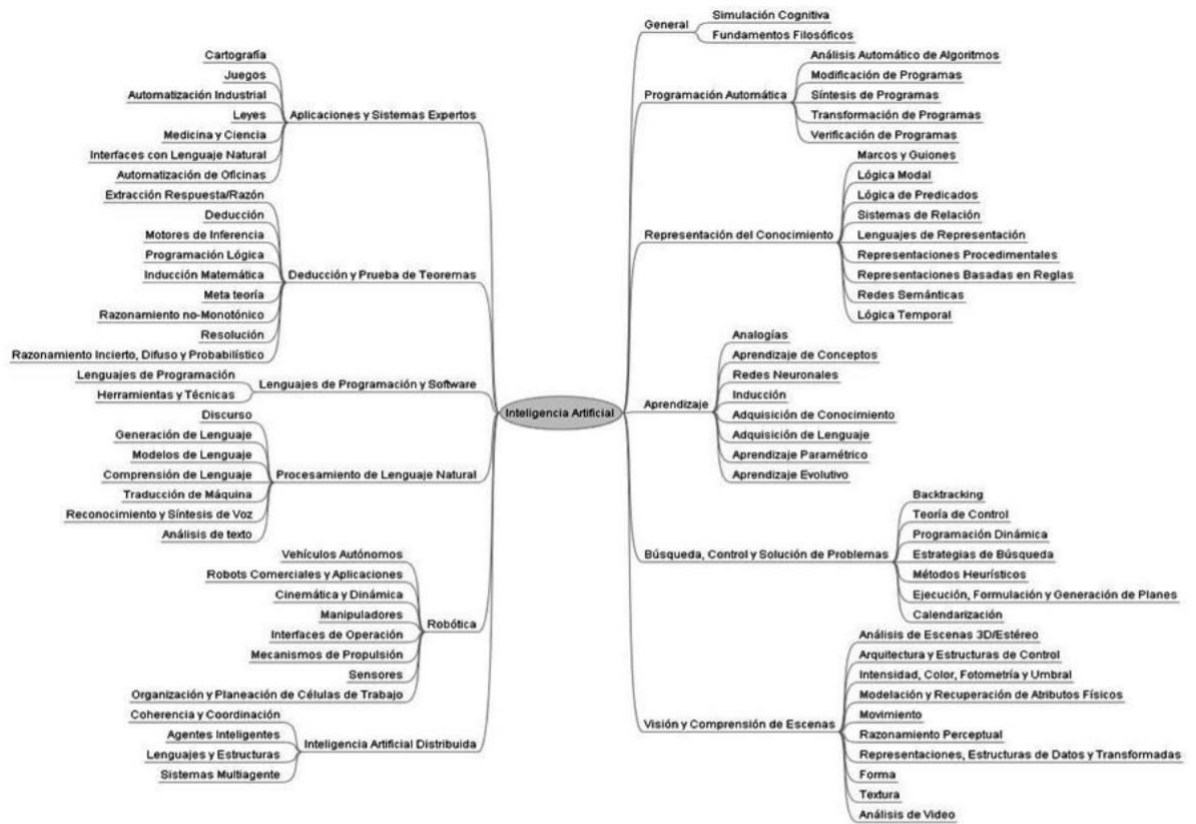 Inteligencia Artificial
General
Simulación Cognitiva
Fundamentos Filosóficos
Programación Automática
Análisis Automático de Algoritmos
Modificación de Programas
Síntesis de Programas
Transformación de Programas
Verificación de Programas
Representación del Conocimiento
Marcos y Guiones
Lógica Modal
Lógica de Predicados
Sistemas de Relación
Lenguajes de Representación
Representaciones Procedimentales
Representaciones Basadas en Reglas
Redes Semánticas
Lógica Temporal
Aprendizaje
Analogías
Aprendizaje de Conceptos
Redes Neuronales
Inducción
Adquisición de Conocimiento
Adquisición de Lenguaje
Aprendizaje Paramétrico
Aprendizaje Evolutivo
Búsqueda, Control y Solución de Problemas
Backtracking
Teoría de Control
Programación Dinámica
Estrategias de Búsqueda
Métodos Heurísticos
Ejecución, Formulación y Generación de Planes
Calendarización
Visión y Comprensión de Escenas
Análisis de Escenas 3D/Estéreo
Arquitectura y Estructuras de Control
Intensidad, Color, Fotometría y Umbral
Modelación y Recuperación de Atributos Físicos
Movimiento
Razonamiento Perceptual
Representaciones, Estructuras de Datos y Transformadas
Forma
Textura
Análisis de Video
Aplicaciones y Sistemas Expertos
Cartografía
Juegos
Automatización Industrial
Leyes
Medicina y Ciencia
Interfaces con Lenguaje Natural
Automatización de Oficinas
Deducción y Prueba de Teoremas
Extracción Respuesta/Razón
Deducción
Motores de Inferencia
Programación Lógica
Inducción Matemática
Meta teoría
Razonamiento no-Monotónico
Resolución
Razonamiento Incierto, Difuso y Probabilístico
Lenguajes de Programación y Software
Lenguajes de Programación
Herramientas y Técnicas
Procesamiento de Lenguaje Natural
Discurso
Generación de Lenguaje
Modelos de Lenguaje
Comprensión de Lenguaje
Traducción de Máquina
Reconocimiento y Síntesis de Voz
Análisis de texto
Robótica
Vehículos Autónomos
Robots Comerciales y Aplicaciones
Cinemática y Dinámica
Manipuladores
Interfaces de Operación
Mecanismos de Propulsión
Sensores
Organización y Planeación de Células de Trabajo
Inteligencia Artificial Distribuida
Coherencia y Coordinación
Agentes Inteligentes
Lenguajes y Estructuras
Sistemas Multiagente